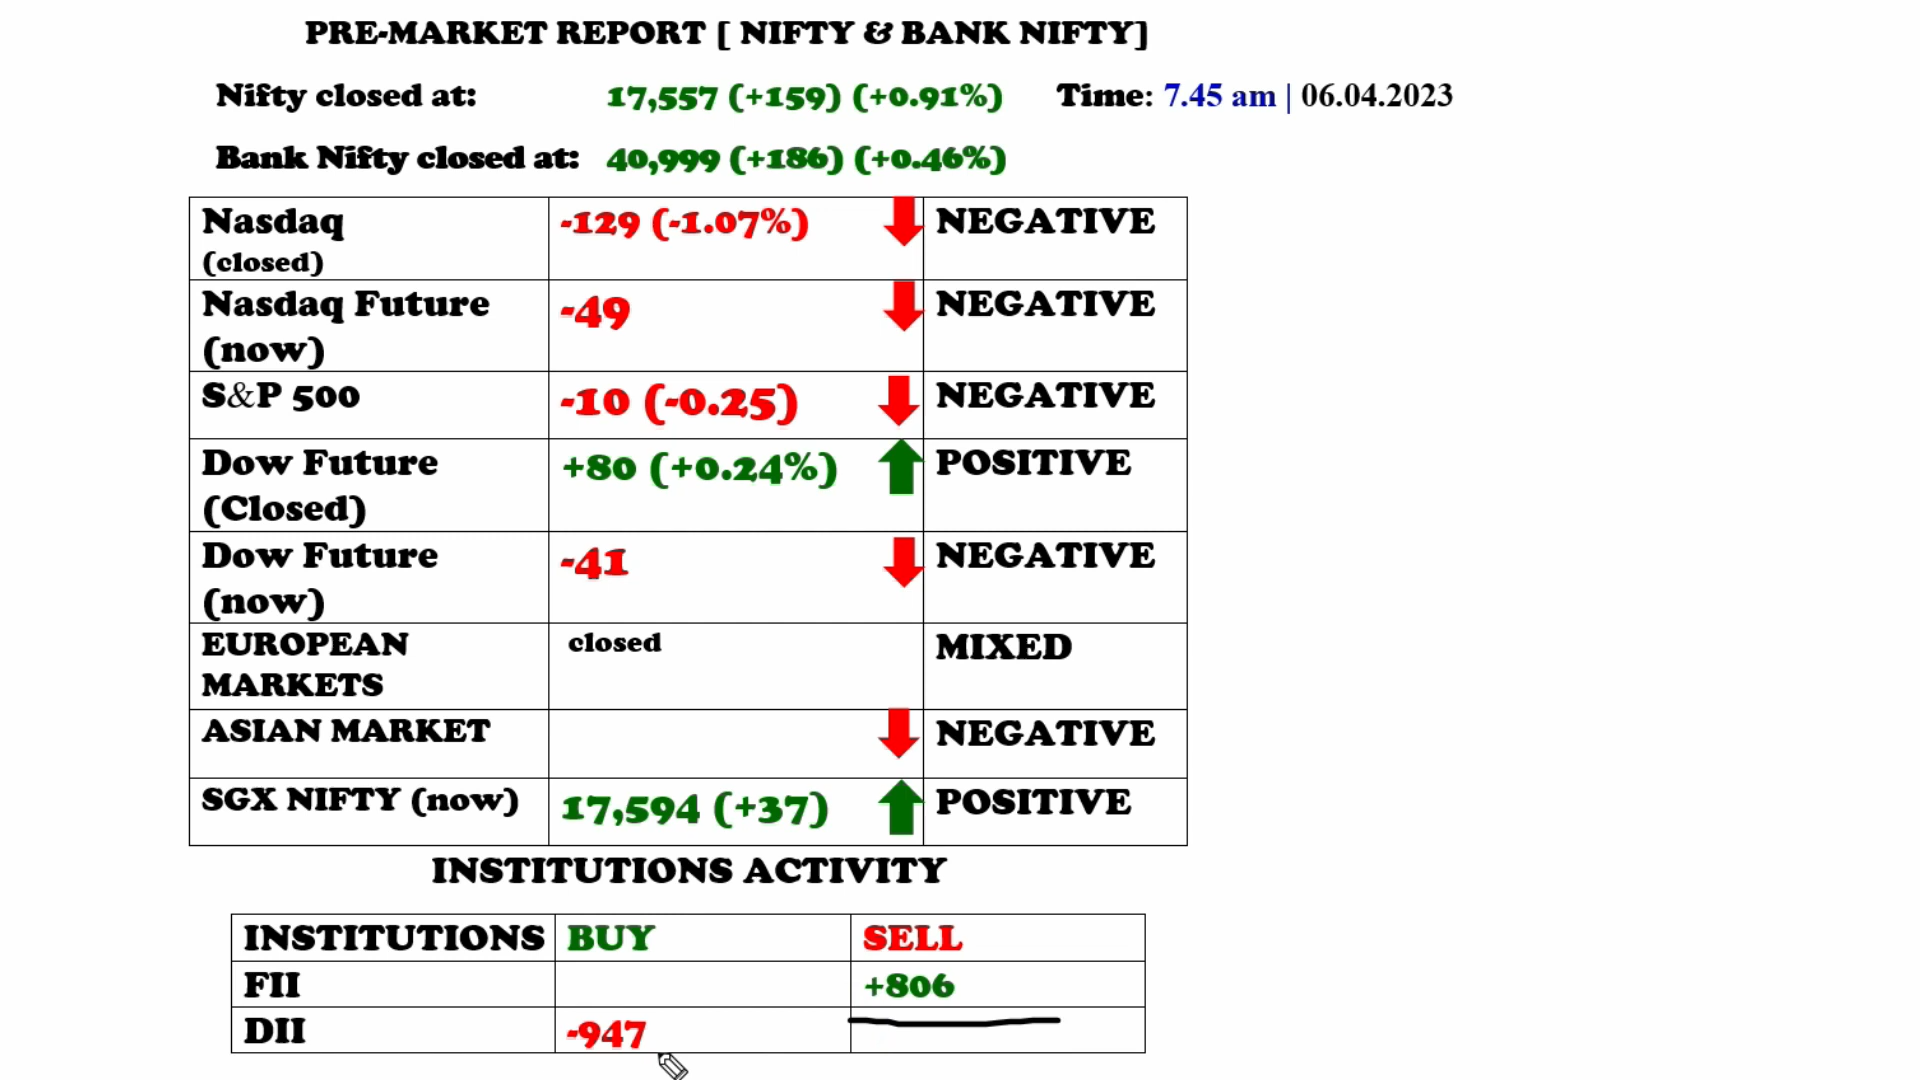 PRE-MARKET REPORT [ NIFTY & BANK NIFTY]
Nifty closed at: 17,557 (+159) (+0.91%) Time: 7.45 am | 06.04.2023
Bank Nifty closed at: 40,999 (+186) (+0.46%)
Nasdaq -129 (-1.07%) NEGATIVE
(closed)
Nasdaq Future -49 NEGATIVE
(now)
S&P 500 -10 (-0.25) NEGATIVE
Dow Future +80 (+0.24%) POSITIVE
(Closed)
Dow Future -41 NEGATIVE
(now)
EUROPEAN closed MIXED
MARKETS
ASIAN MARKET NEGATIVE
SGX NIFTY (now) 17,594 (+37) POSITIVE
INSTITUTIONS ACTIVITY
INSTITUTIONS BUY SELL
FII +806
DII -947